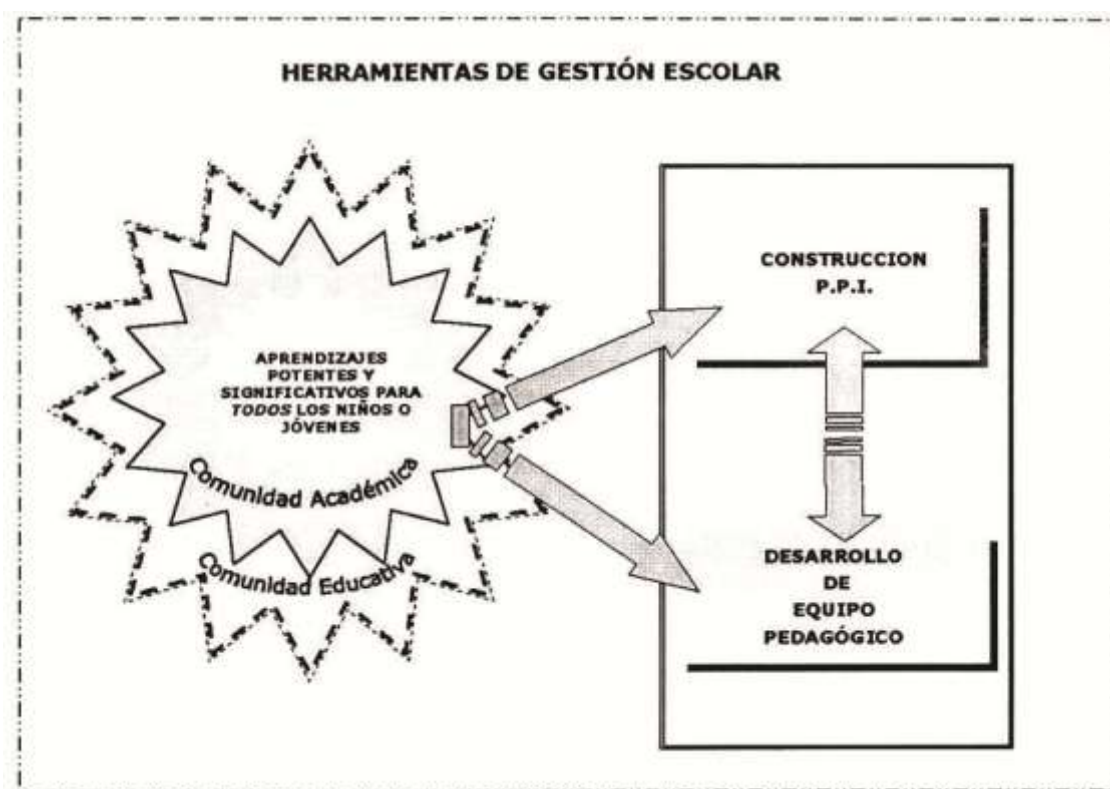 HERRAMIENTAS DE GESTIÓN ESCOLAR
APRENDIZAJES
POTENTES Y
SIGNIFICATIVOS PARA
TODOS LOS NIÑOS O
JÓVENES
Comunidad Académica
Comunidad Educativa
CONSTRUCCION
P.P.I.
DESARROLLO
DE
EQUIPO
PEDAGÓGICO